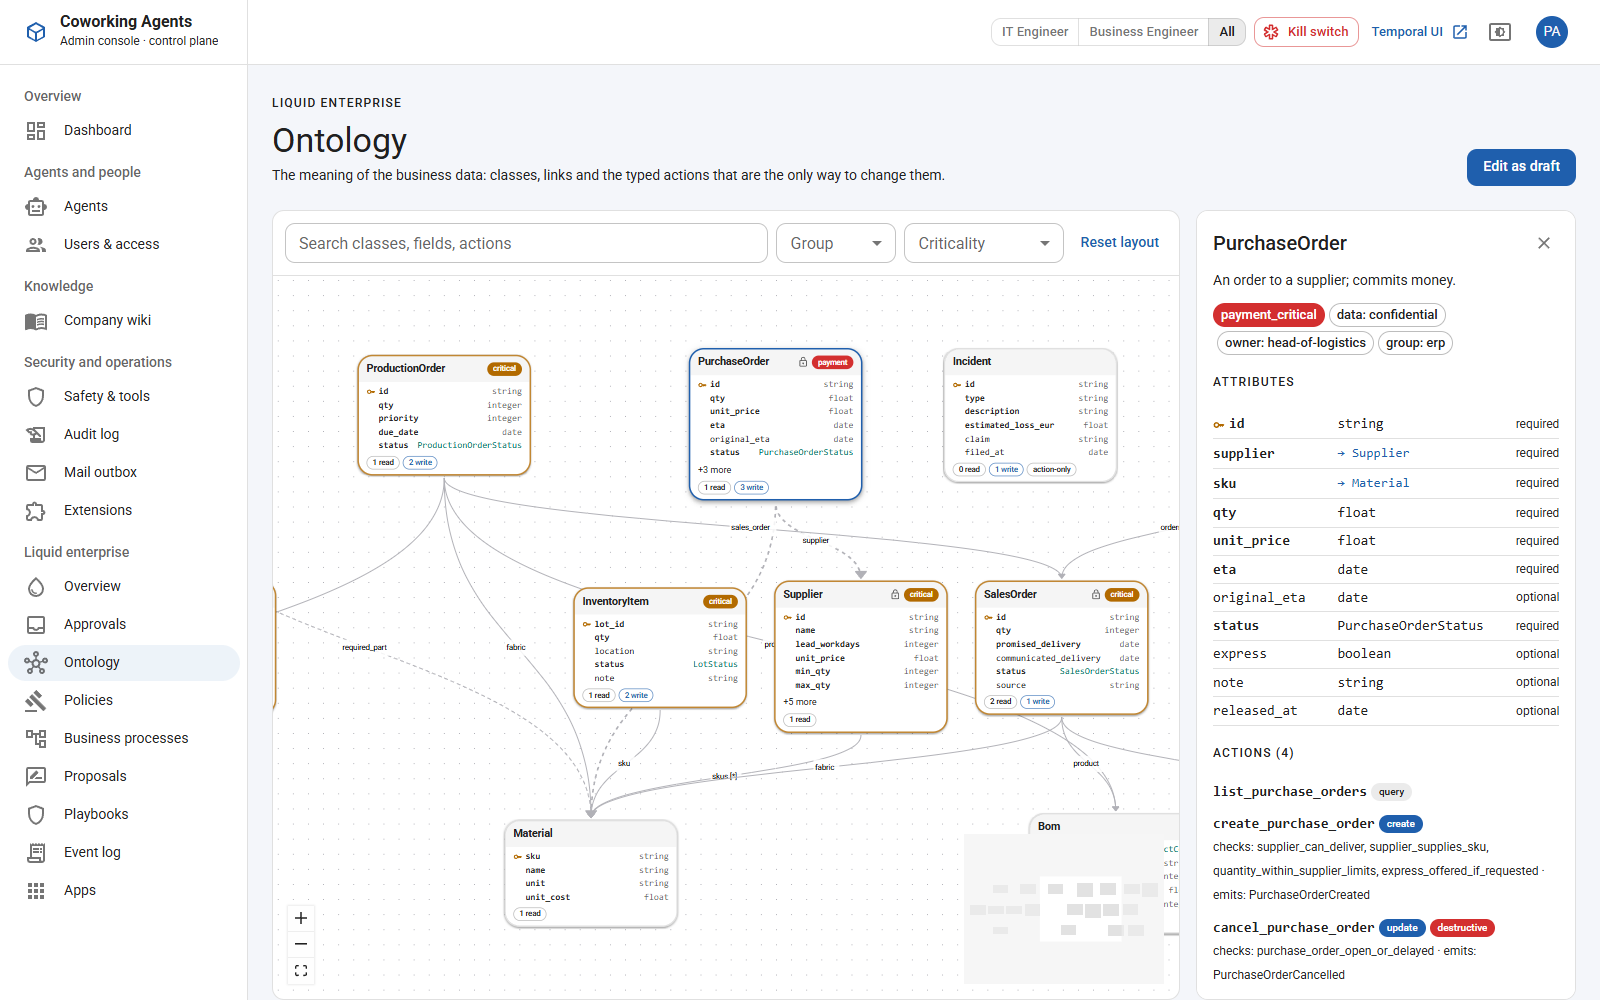 Coworking Agents
Admin console · control plane
IT Engineer
Business Engineer
All
Kill switch
Temporal UI
PA
Overview
Dashboard
Agents and people
Agents
Users & access
Knowledge
Company wiki
Security and operations
Safety & tools
Audit log
Mail outbox
Extensions
Liquid enterprise
Overview
Approvals
Ontology
Policies
Business processes
Proposals
Playbooks
Event log
Apps
LIQUID ENTERPRISE
Ontology
The meaning of the business data: classes, links and the typed actions that are the only way to change them.
Edit as draft
Search classes, fields, actions
Group
Criticality
Reset layout
ProductionOrder critical
id string
qty integer
priority integer
due_date date
status ProductionOrderStatus
1 read 2 write
PurchaseOrder payment
id string
qty float
unit_price float
eta date
original_eta date
status PurchaseOrderStatus
+3 more
1 read 3 write
Incident
id string
type string
description string
estimated_loss_eur float
claim string
filed_at date
0 read 1 write action-only
sales_order
supplier
order
required_part
fabric
InventoryItem critical
lot_id string
qty float
location string
status LotStatus
note string
1 read 2 write
Supplier critical
id string
name string
lead_workdays integer
unit_price float
min_qty integer
max_qty integer
+5 more
1 read
SalesOrder critical
id string
qty integer
promised_delivery date
communicated_delivery date
status SalesOrderStatus
source string
2 read 1 write
sku
skus [*]
fabric
product
Material
sku string
name string
unit string
unit_cost float
1 read
Bom
PurchaseOrder
An order to a supplier; commits money.
payment_critical
data: confidential
owner: head-of-logistics
group: erp
ATTRIBUTES
id string required
supplier → Supplier required
sku → Material required
qty float required
unit_price float required
eta date required
original_eta date optional
status PurchaseOrderStatus required
express boolean optional
note string optional
released_at date optional
ACTIONS (4)
list_purchase_orders query
create_purchase_order create
checks: supplier_can_deliver, supplier_supplies_sku,
quantity_within_supplier_limits, express_offered_if_requested ·
emits: PurchaseOrderCreated
cancel_purchase_order update destructive
checks: purchase_order_open_or_delayed · emits:
PurchaseOrderCancelled